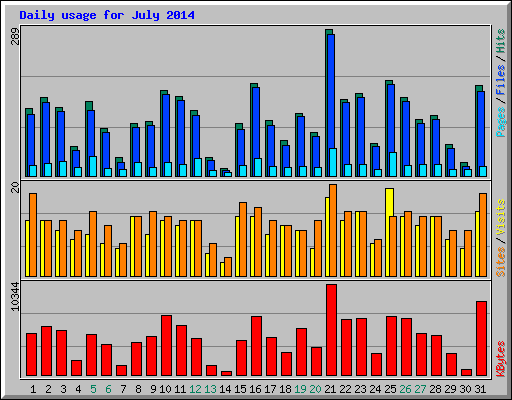 Daily usage for July 2014
289
Pages / Files / Hits
20
Sites / Visits
10344
KBytes
1 2 3 4 5 6 7 8 9 10 11 12 13 14 15 16 17 18 19 20 21 22 23 24 25 26 27 28 29 30 31